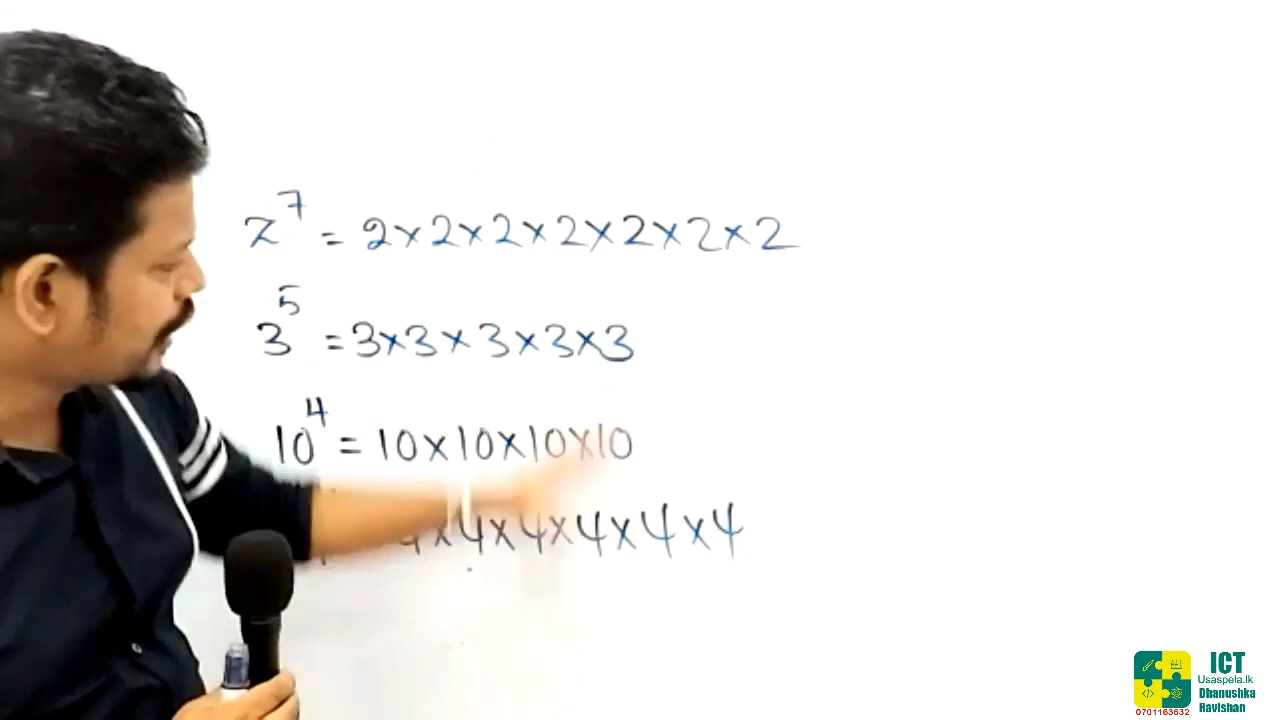 2⁷ = 2×2×2×2×2×2×2
3⁵ = 3×3×3×3×3
10⁴ = 10×10×10×10
4×4×4×4×4×4
ICT
Usaspela.lk
Dhanushka
Ravishan
0701163632